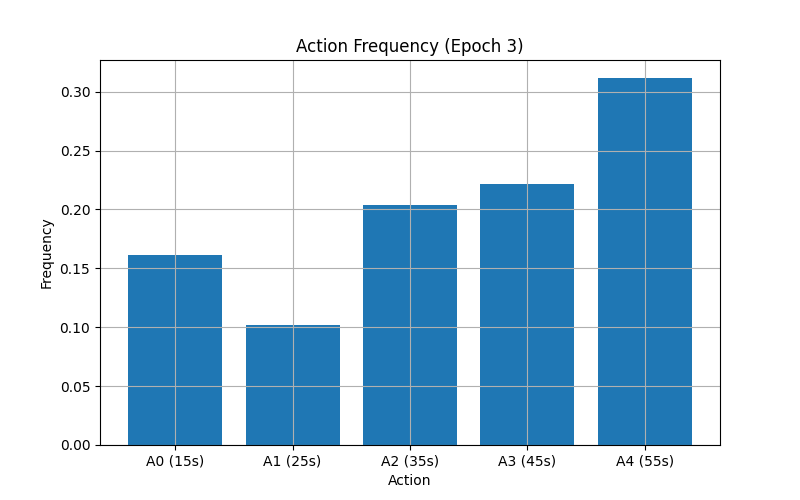 Action Frequency (Epoch 3)
Frequency
0.30
0.25
0.20
0.15
0.10
0.05
0.00
A0 (15s) A1 (25s) A2 (35s) A3 (45s) A4 (55s)
Action